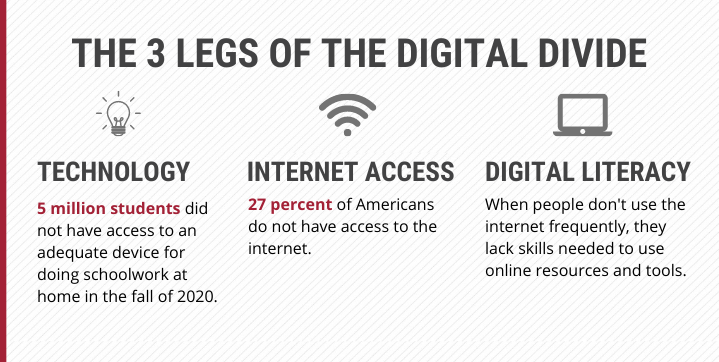 THE 3 LEGS OF THE DIGITAL DIVIDE
TECHNOLOGY
5 million students did
not have access to an
adequate device for
doing schoolwork at
home in the fall of 2020.
INTERNET ACCESS
27 percent of Americans
do not have access to the
internet.
DIGITAL LITERACY
When people don't use the
internet frequently, they
lack skills needed to use
online resources and tools.